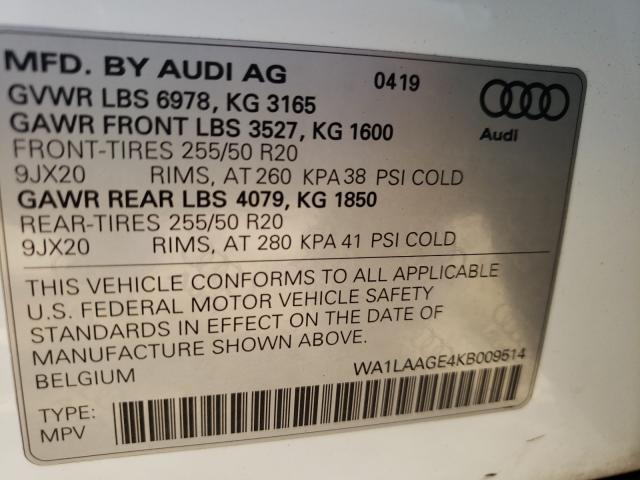 MFD. BY AUDI AG 0419
GVWR LBS 6978, KG 3165
GAWR FRONT LBS 3527, KG 1600
Audi
FRONT-TIRES 255/50 R20
9JX20 RIMS, AT 260 KPA 38 PSI COLD
GAWR REAR LBS 4079, KG 1850
REAR-TIRES 255/50 R20
9JX20 RIMS, AT 280 KPA 41 PSI COLD
THIS VEHICLE CONFORMS TO ALL APPLICABLE
U.S. FEDERAL MOTOR VEHICLE SAFETY
STANDARDS IN EFFECT ON THE DATE OF
MANUFACTURE SHOWN ABOVE.
BELGIUM WA1LAAGE4KB009514
TYPE:
MPV